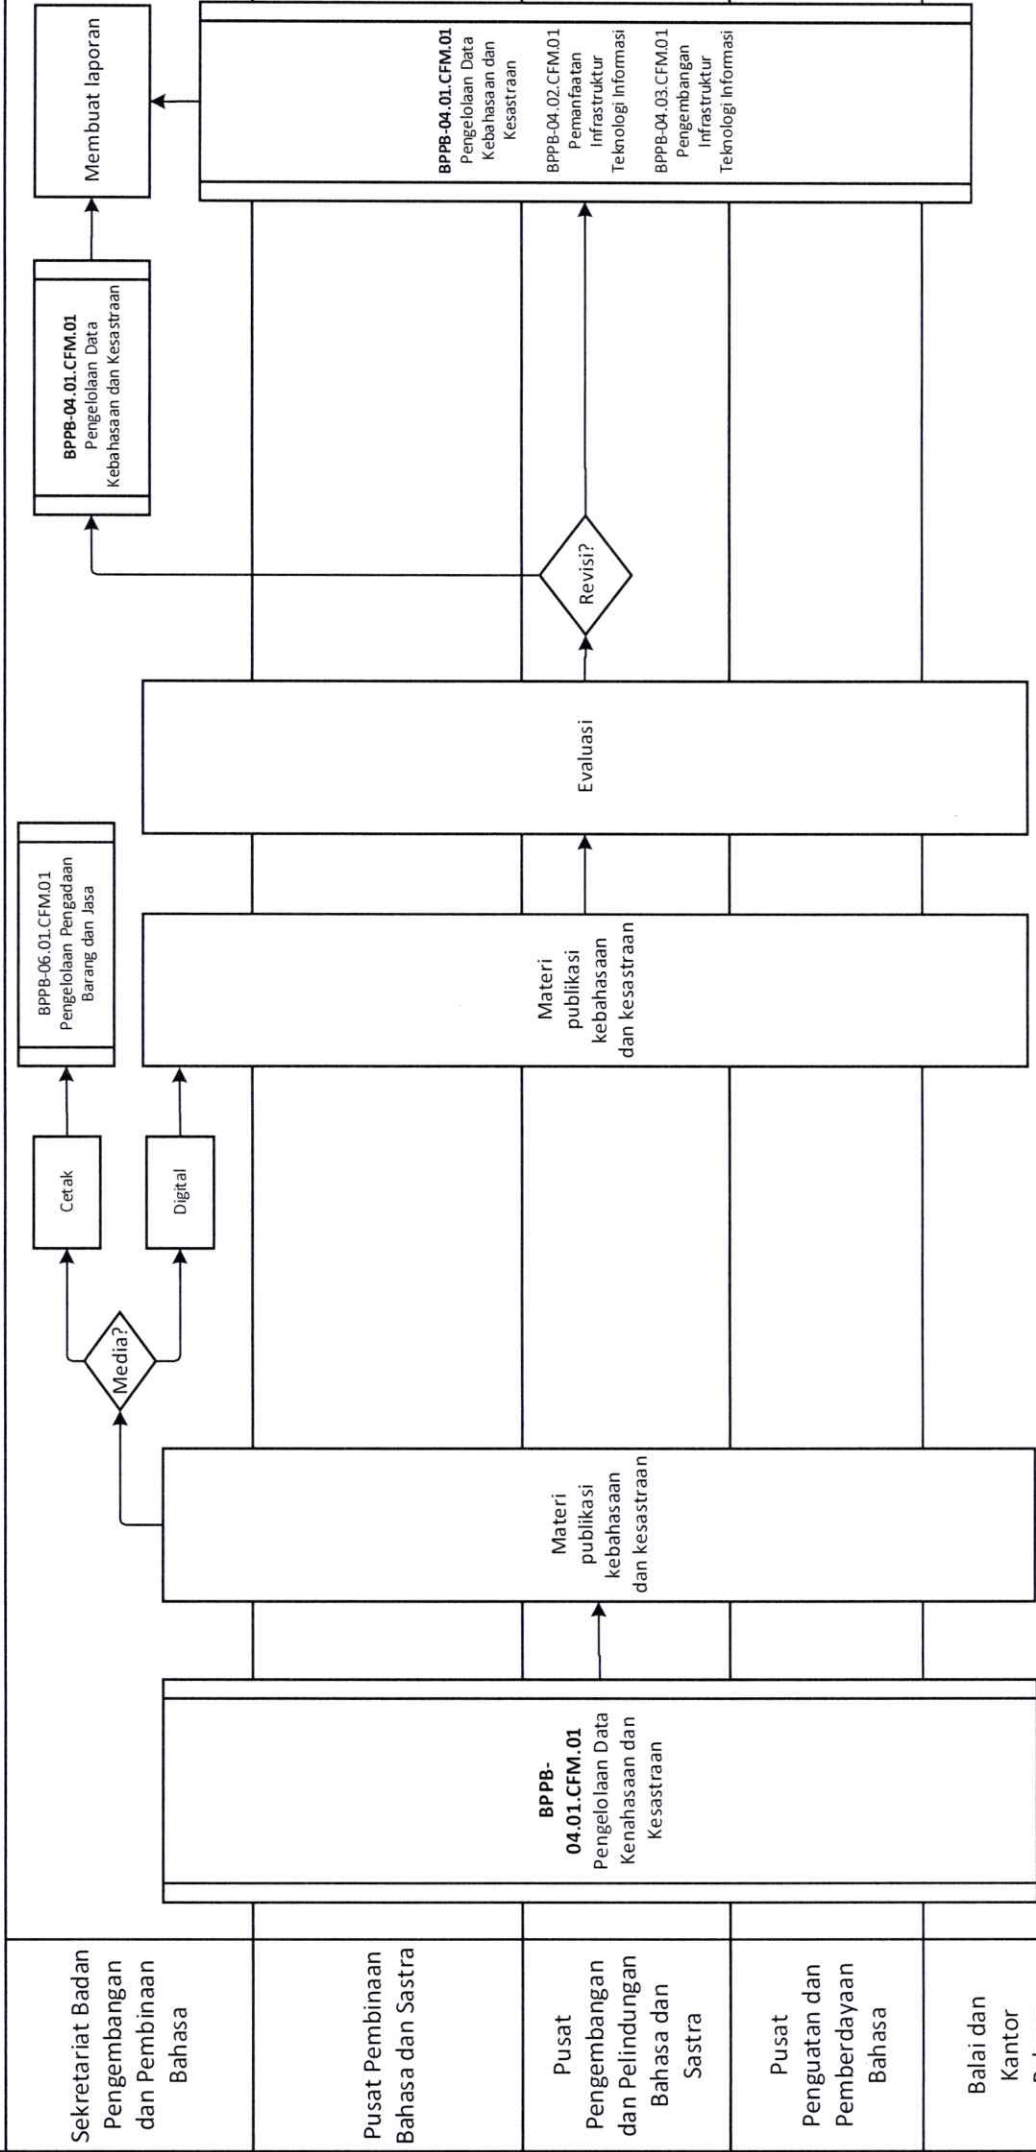 Sekretariat Badan
Pengembangan
dan Pembinaan
Bahasa
Pusat Pembinaan
Bahasa dan Sastra
Pusat
Pengembangan
dan Pelindungan
Bahasa dan
Sastra
Pusat
Penguatan dan
Pemberdayaan
Bahasa
Balai dan
Kantor
BPPB-
04.01.CFM.01
Pengelolaan Data
Kenahasaan dan
Kesastraan
Materi
publikasi
kebahasaan
dan kesastraan
Media?
Cetak
Digital
BPPB-06.01.CFM.01
Pengelolaan Pengadaan
Barang dan Jasa
Materi
publikasi
kebahasaan
dan kesastraan
Evaluasi
Revisi?
BPPB-04.01.CFM.01
Pengelolaan Data
Kebahasaan dan Kesastraan
Membuat laporan
BPPB-04.01.CFM.01
Pengelolaan Data
Kebahasaan dan
Kesastraan
BPPB-04.02.CFM.01
Pemanfaatan
Infrastruktur
Teknologi Informasi
BPPB-04.03.CFM.01
Pengembangan
Infrastruktur
Teknologi Informasi